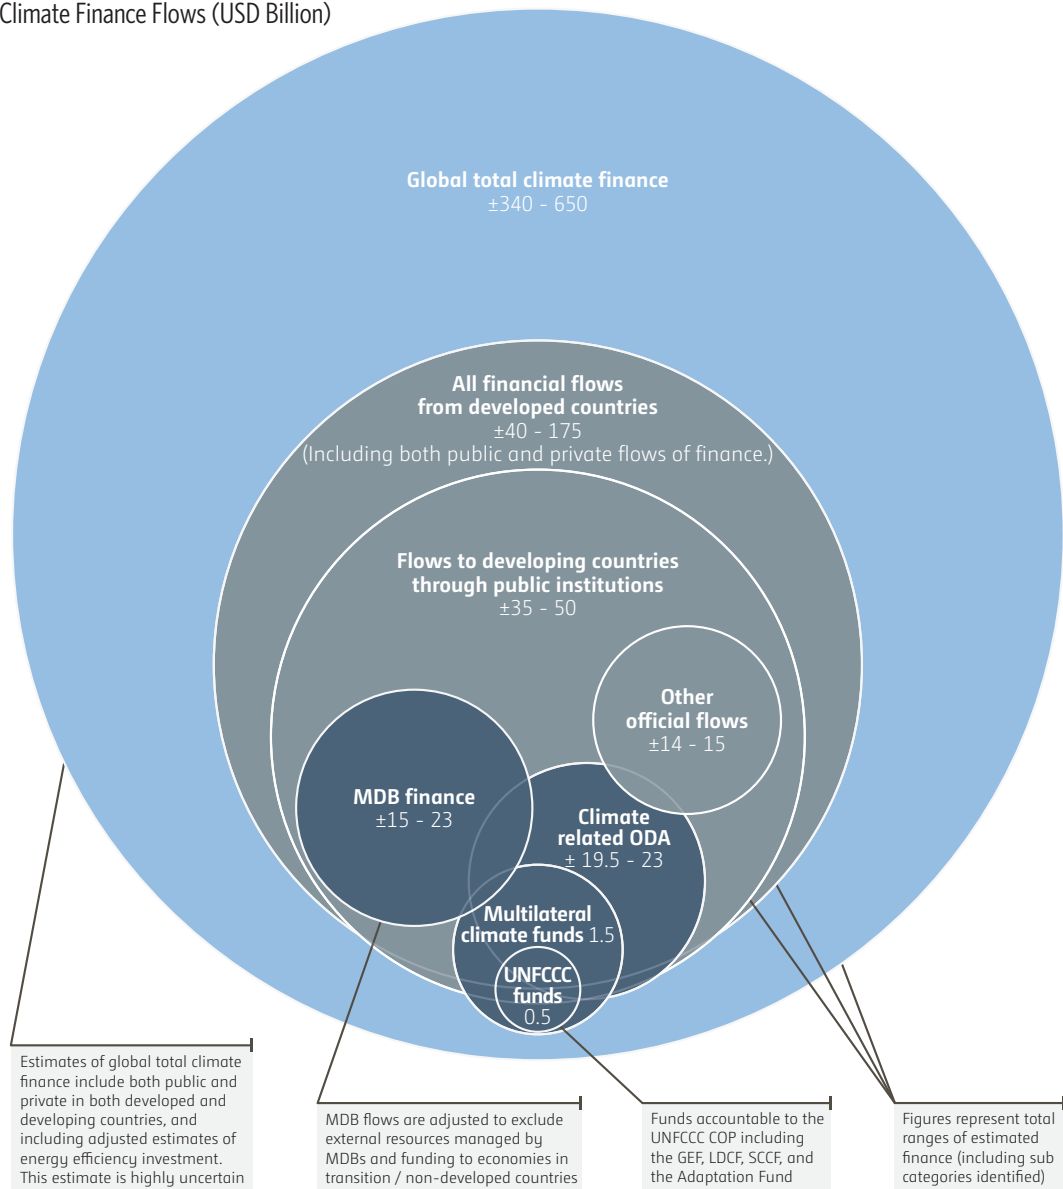 Climate Finance Flows (USD Billion)
Global total climate finance
±340 - 650
All financial flows
from developed countries
±40 - 175
(Including both public and private flows of finance.)
Flows to developing countries
through public institutions
±35 - 50
Other
official flows
±14 - 15
MDB finance
±15 - 23
Climate
related ODA
± 19.5 - 23
Multilateral
climate funds 1.5
UNFCCC
funds
0.5
Estimates of global total climate
finance include both public and
private in both developed and
developing countries, and
including adjusted estimates of
energy efficiency investment.
This estimate is highly uncertain
MDB flows are adjusted to exclude
external resources managed by
MDBs and funding to economies in
transition / non-developed countries
Funds accountable to the
UNFCCC COP including
the GEF, LDCF, SCCF, and
the Adaptation Fund
Figures represent total
ranges of estimated
finance (including sub
categories identified)